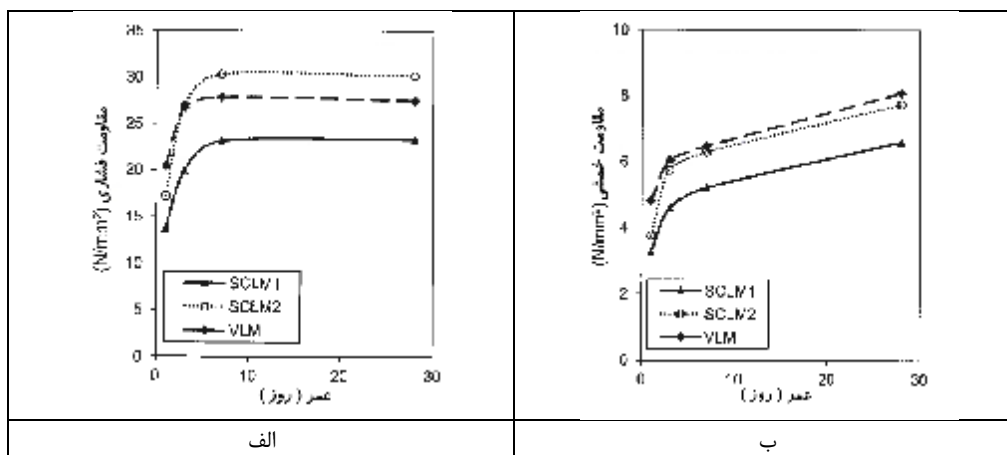 35
30
25
20
15
10
5
0
مقاومت فشاری (N/mm²)
SCLM1
SCLM2
VLM
0 10 20 30
عمر ( روز )
10
8
6
4
2
0
مقاومت خمشی (N/mm²)
SCLM1
SCLM2
VLM
0 10 20 30
عمر ( روز )
الف
ب